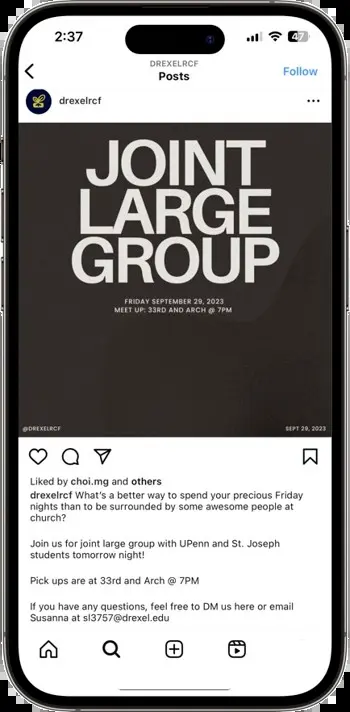 2:37
47
DREXELRCF
Posts
Follow
drexelrcf
JOINT
LARGE
GROUP
FRIDAY SEPTEMBER 29, 2023
MEET UP: 33RD AND ARCH @ 7PM
@DREXELRCF
SEPT 29, 2023
Liked by choi.mg and others
drexelrcf What's a better way to spend your precious Friday
nights than to be surrounded by some awesome people at
church?
Join us for joint large group with UPenn and St. Joseph
students tomorrow night!
Pick ups are at 33rd and Arch @ 7PM
If you have any questions, feel free to DM us here or email
Susanna at sl3757@drexel.edu